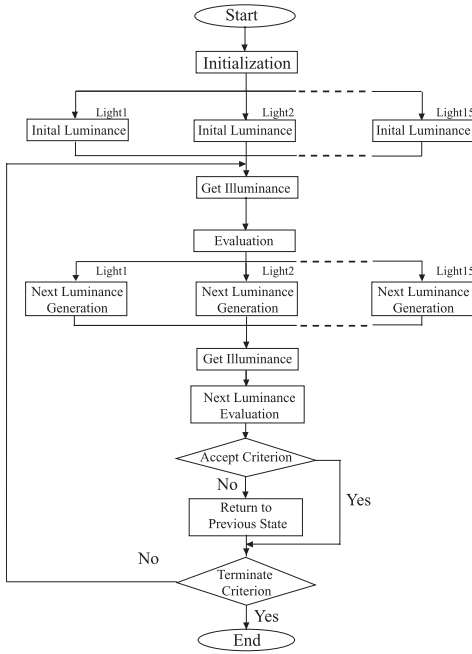 Start
Initialization
Light1
Light2
Light15
Inital Luminance
Inital Luminance
Inital Luminance
Get Illuminance
Evaluation
Light1
Light2
Light15
Next Luminance
Generation
Next Luminance
Generation
Next Luminance
Generation
Get Illuminance
Next Luminance
Evaluation
Accept Criterion
No
Yes
Return to
Previous State
No
Terminate
Criterion
Yes
End